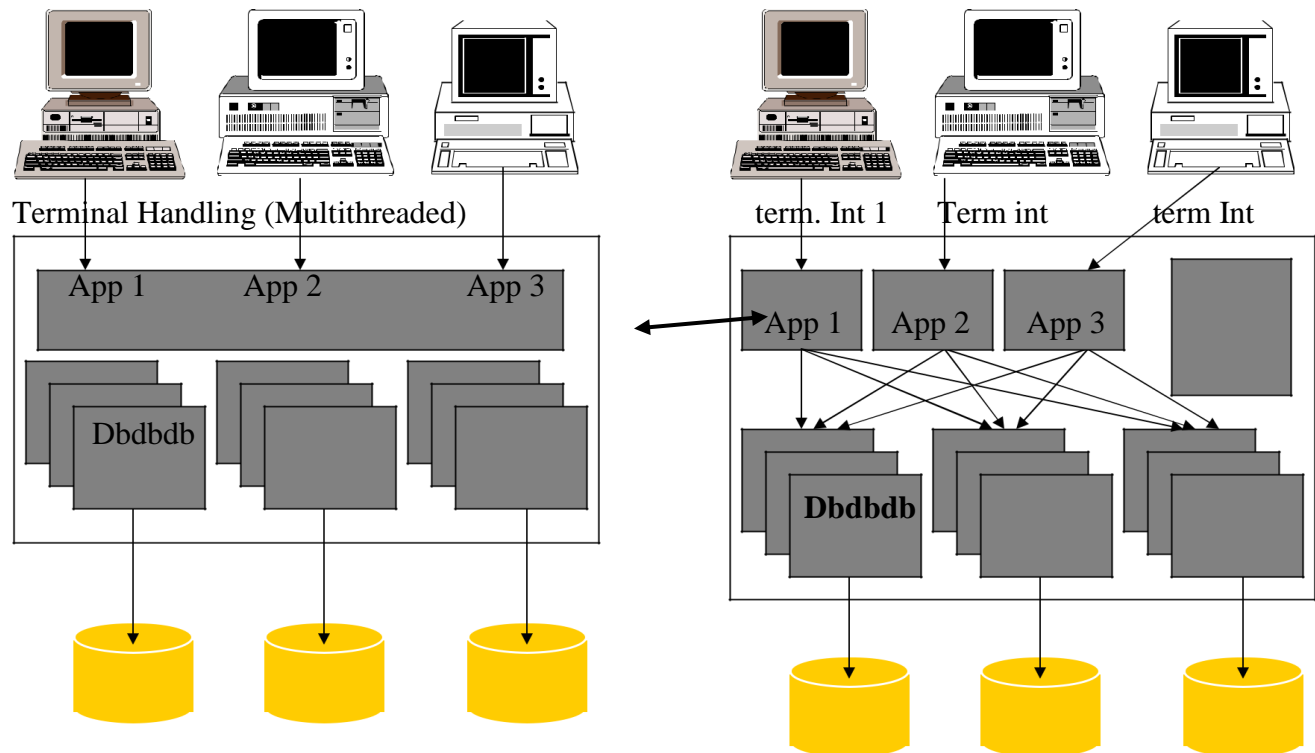 Terminal Handling (Multithreaded)
App 1 App 2 App 3
Dbdbdb
term. Int 1 Term int term Int
App 1 App 2 App 3
Dbdbdb